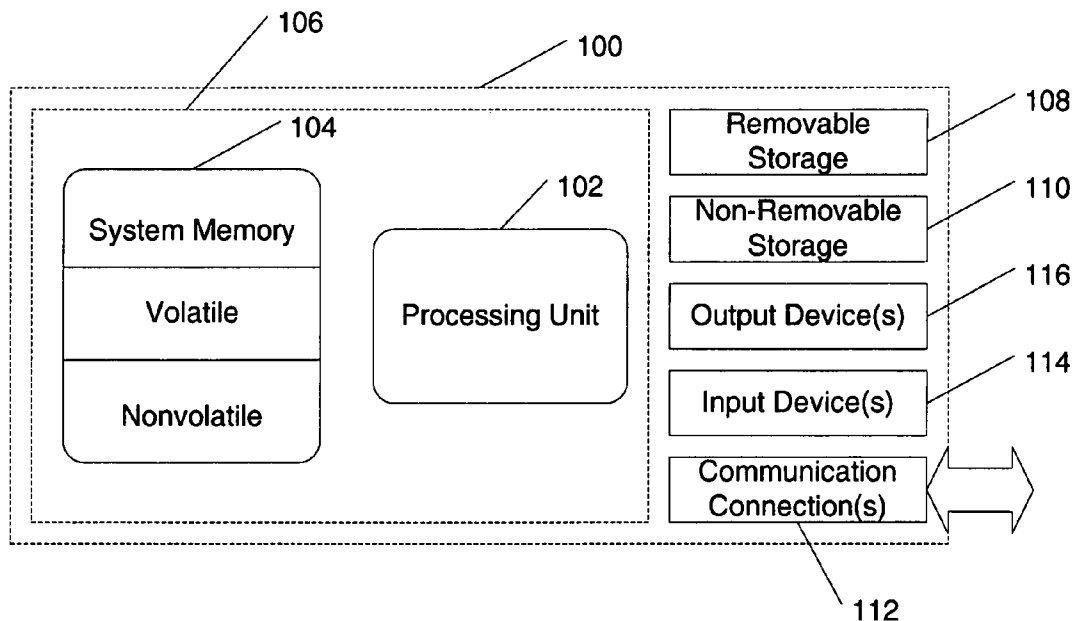 106
100
108
Removable
Storage
104
102
110
Non-Removable
Storage
System Memory
116
Volatile
Processing Unit
Output Device(s)
114
Nonvolatile
Input Device(s)
Communication
Connection(s)
112